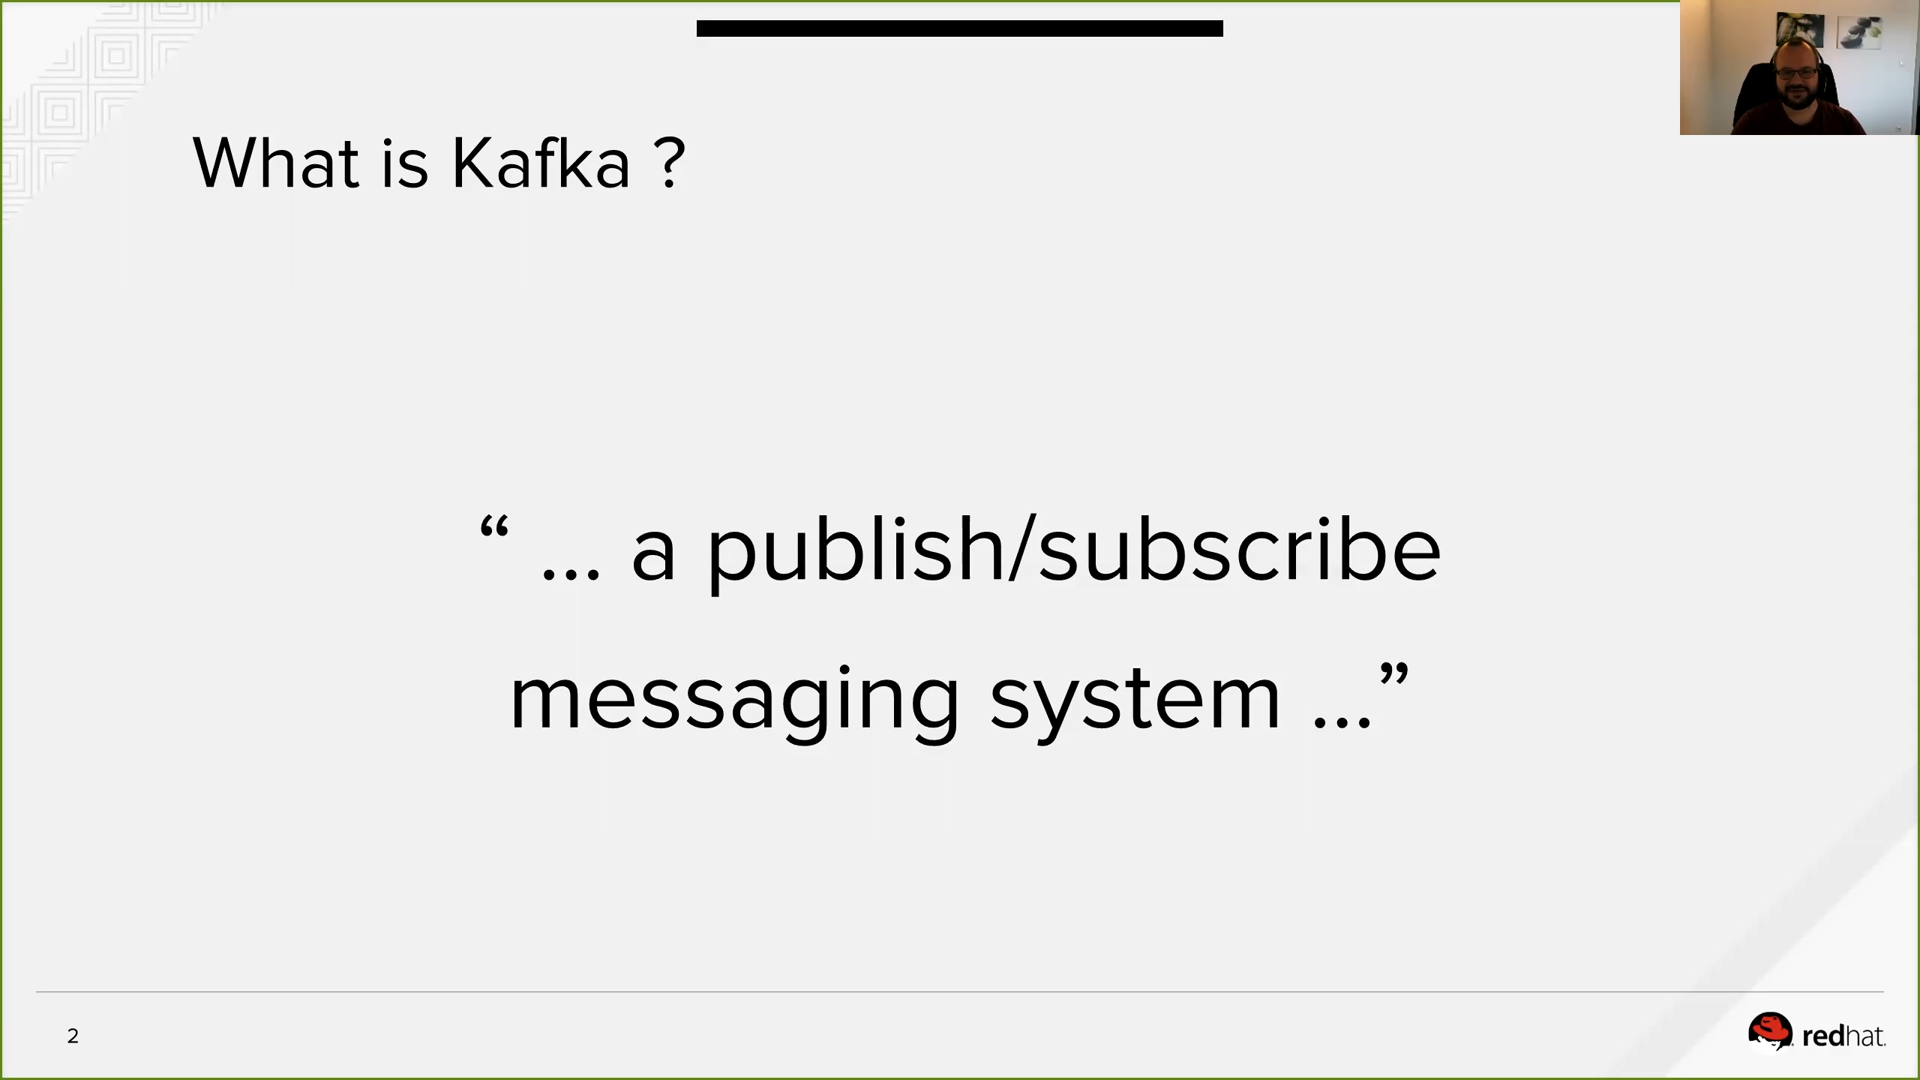 What is Kafka ?
“ ... a publish/subscribe
messaging system ...”
2
redhat.